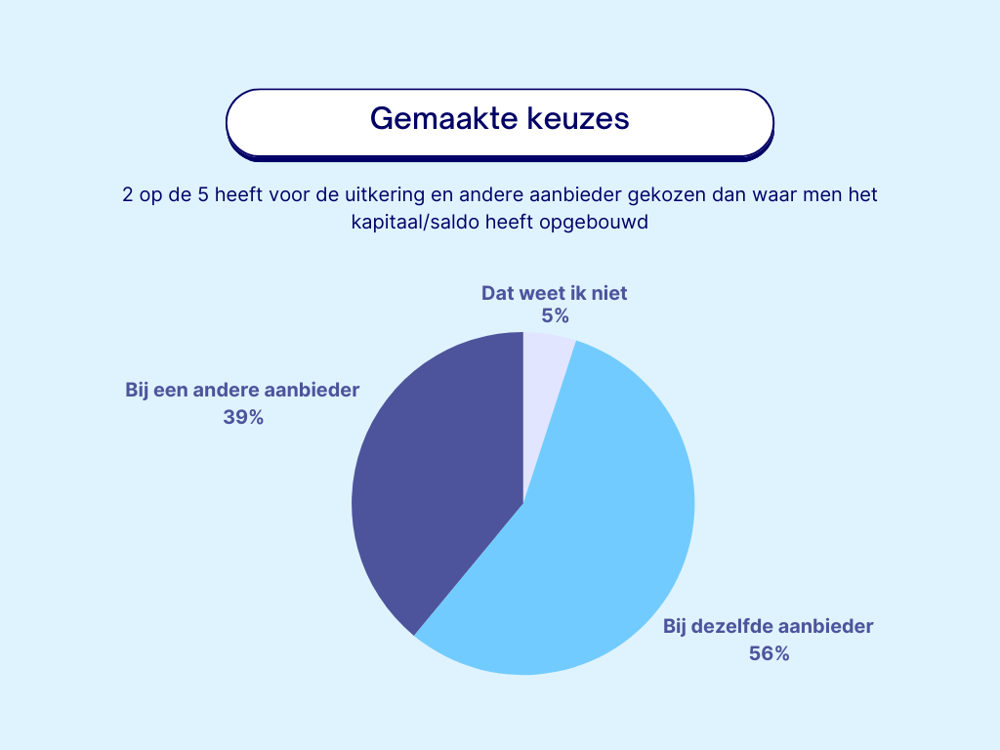 Gemaakte keuzes
2 op de 5 heeft voor de uitkering en andere aanbieder gekozen dan waar men het
kapitaal/saldo heeft opgebouwd
Dat weet ik niet
5%
Bij een andere aanbieder
39%
Bij dezelfde aanbieder
56%